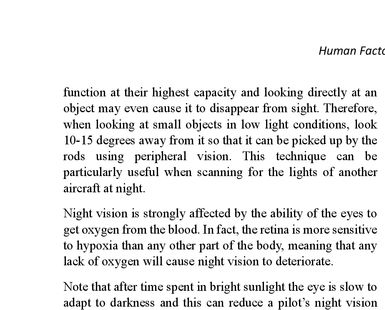 Human Facto
function at their highest capacity and looking directly at an
object may even cause it to disappear from sight. Therefore,
when looking at small objects in low light conditions, look
10-15 degrees away from it so that it can be picked up by the
rods using peripheral vision. This technique can be
particularly useful when scanning for the lights of another
aircraft at night.
Night vision is strongly affected by the ability of the eyes to
get oxygen from the blood. In fact, the retina is more sensitive
to hypoxia than any other part of the body, meaning that any
lack of oxygen will cause night vision to deteriorate.
Note that after time spent in bright sunlight the eye is slow to
adapt to darkness and this can reduce a pilot's night vision